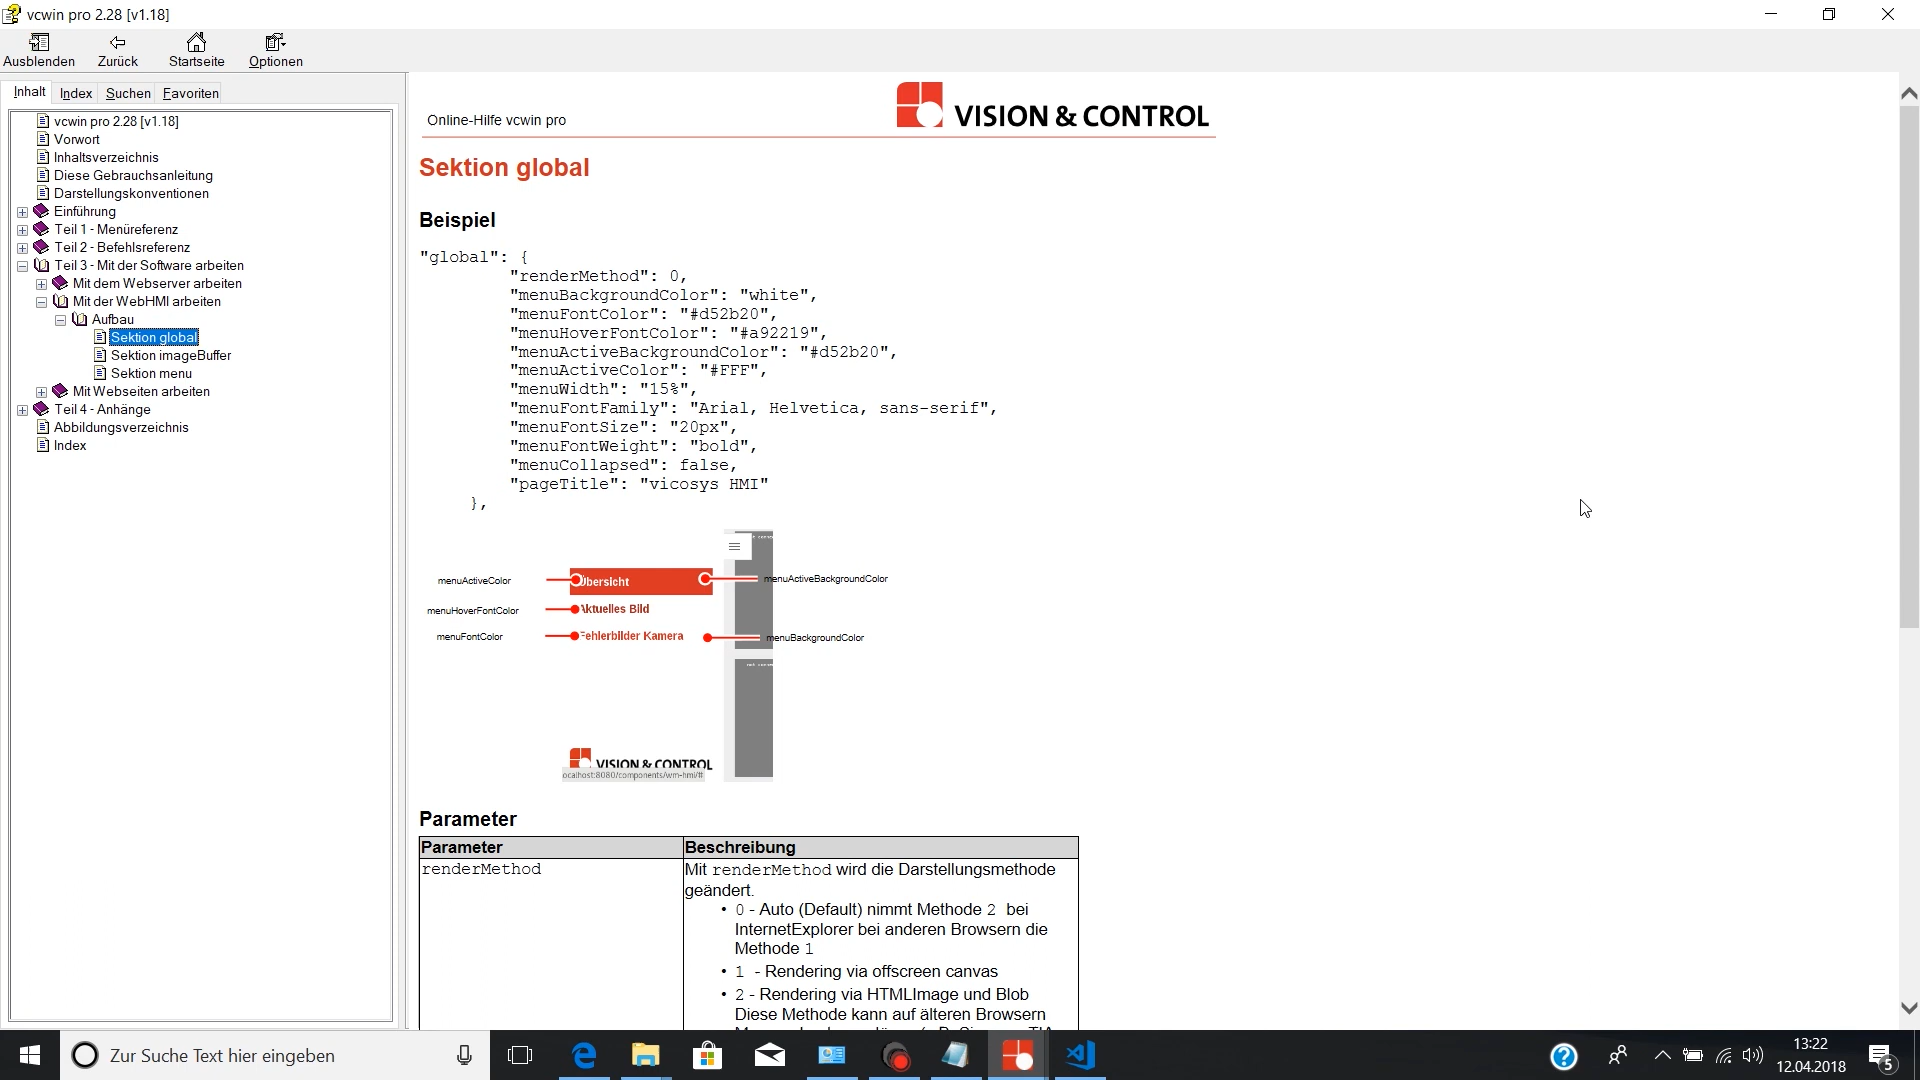 vcwin pro 2.28 [v1.18]
Ausblenden
Zurück
Startseite
Optionen
Inhalt
Index
Suchen
Favoriten
vcwin pro 2.28 [v1.18]
Vorwort
Inhaltsverzeichnis
Diese Gebrauchsanleitung
Darstellungskonventionen
Einführung
Teil 1 - Menüreferenz
Teil 2 - Befehlsreferenz
Teil 3 - Mit der Software arbeiten
Mit dem Webserver arbeiten
Mit der WebHMI arbeiten
Aufbau
Sektion global
Sektion imageBuffer
Sektion menu
Mit Webseiten arbeiten
Teil 4 - Anhänge
Abbildungsverzeichnis
Index
Online-Hilfe vcwin pro
VISION & CONTROL
Sektion global
Beispiel
"global": {
"renderMethod": 0,
"menuBackgroundColor": "white",
"menuFontColor": "#d52b20",
"menuHoverFontColor": "#a92219",
"menuActiveBackgroundColor": "#d52b20",
"menuActiveColor": "#FFF",
"menuWidth": "15%",
"menuFontFamily": "Arial, Helvetica, sans-serif",
"menuFontSize": "20px",
"menuFontWeight": "bold",
"menuCollapsed": false,
"pageTitle": "vicosys HMI"
},
menuActiveColor
Übersicht
menuActiveBackgroundColor
menuHoverFontColor
Aktuelles Bild
menuFontColor
Fehlerbilder Kamera
menuBackgroundColor
VISION & CONTROL
ocalhost:8080/components/wm-hmi/#
Parameter
Parameter
Beschreibung
renderMethod
Mit renderMethod wird die Darstellungsmethode
geändert.
• 0 - Auto (Default) nimmt Methode 2 bei
InternetExplorer bei anderen Browsern die
Methode 1
• 1 - Rendering via offscreen canvas
• 2 - Rendering via HTMLImage und Blob
Diese Methode kann auf älteren Browsern
Zur Suche Text hier eingeben
13:22
12.04.2018
5